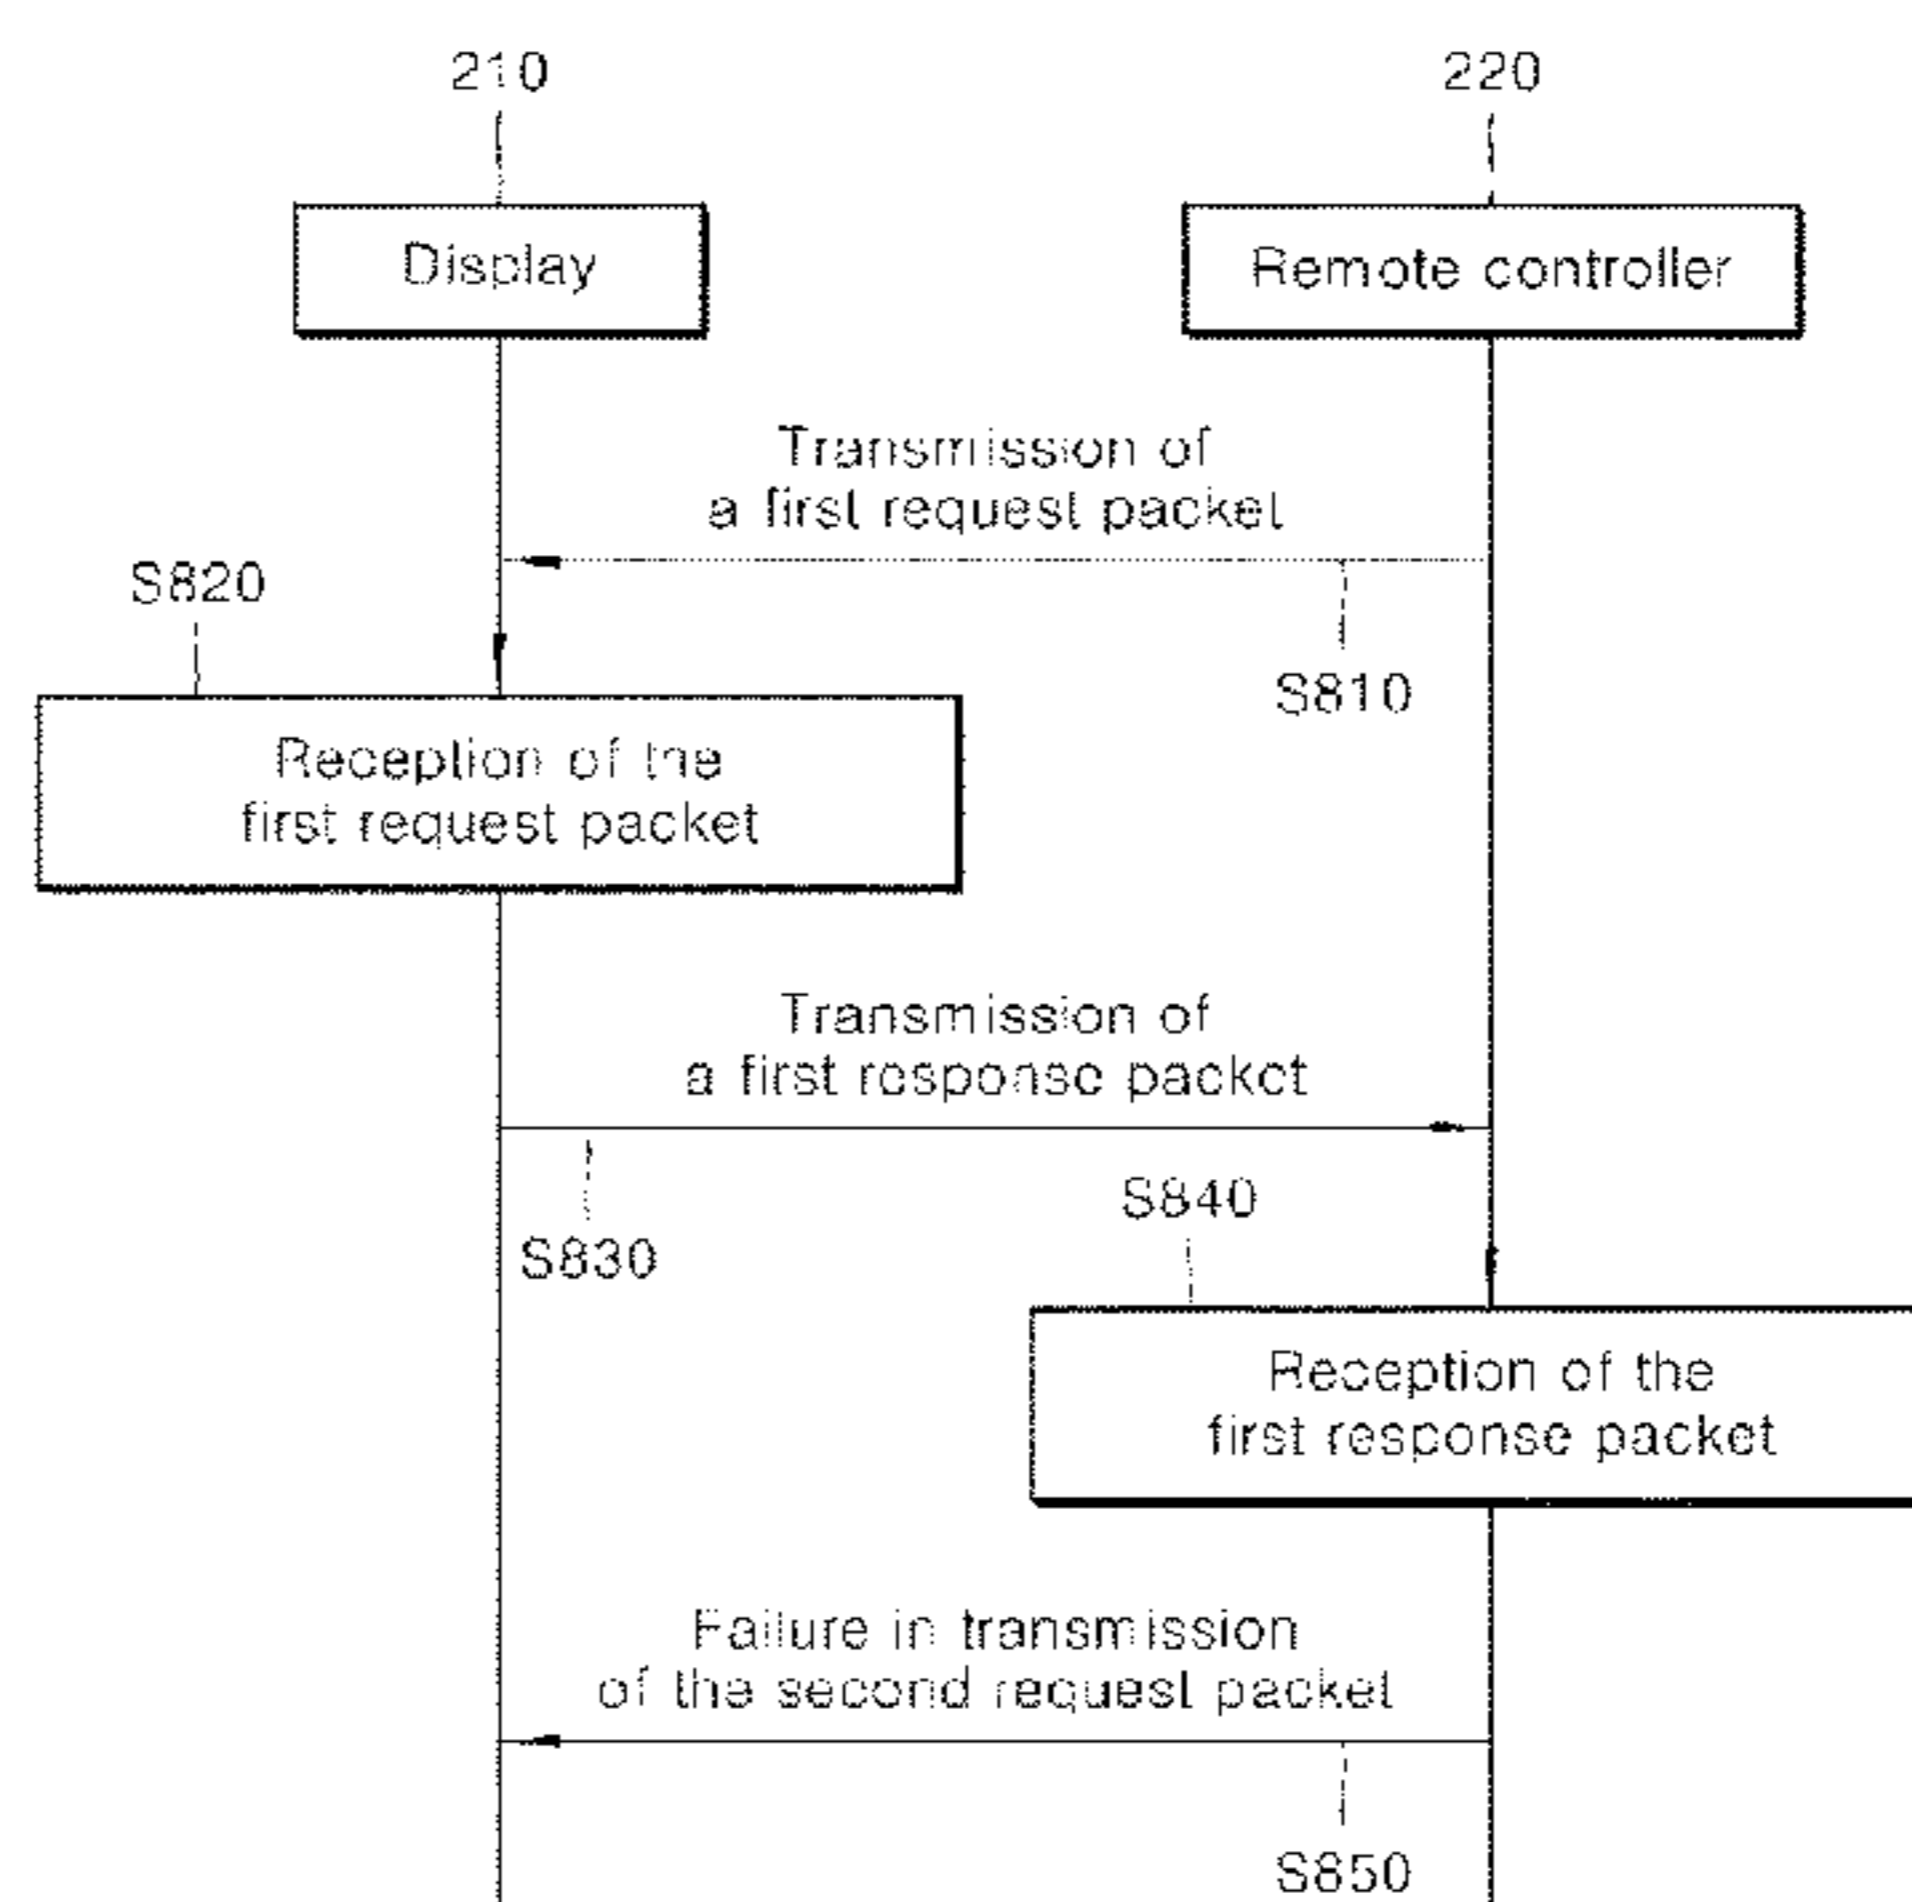 210
220
Display
Remote controller
Transmission of
a first request packet
S820
S810
Reception of the
first request packet
Transmission of
a first response packet
S840
S830
Reception of the
first response packet
Failure in transmission
of the second request packet
S850